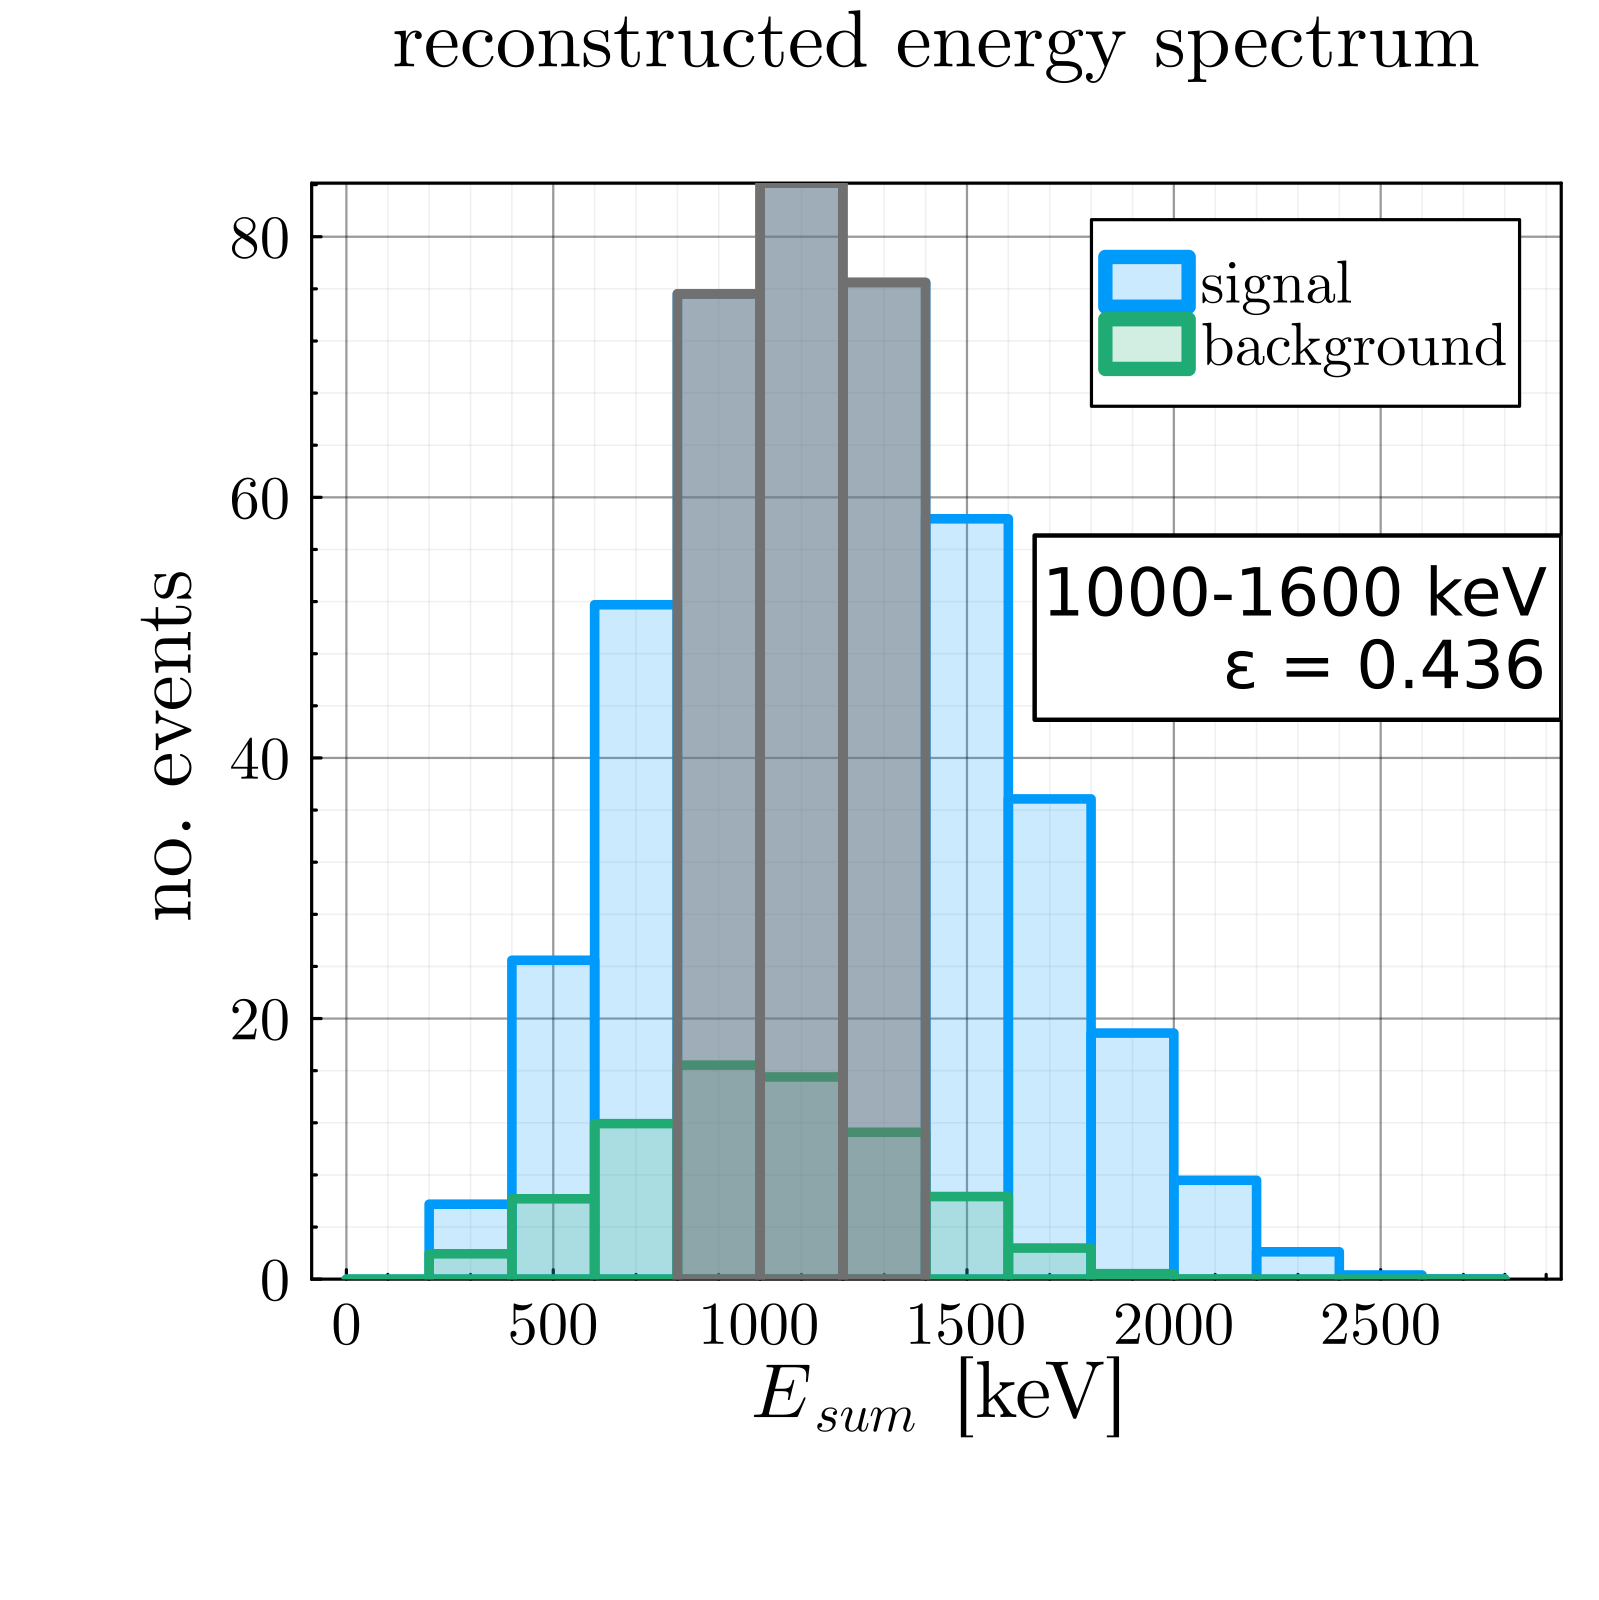 reconstructed energy spectrum
80
60
40
20
0
no. events
signal
background
1000-1600 keV
ε = 0.436
0 500 1000 1500 2000 2500
E_sum [keV]